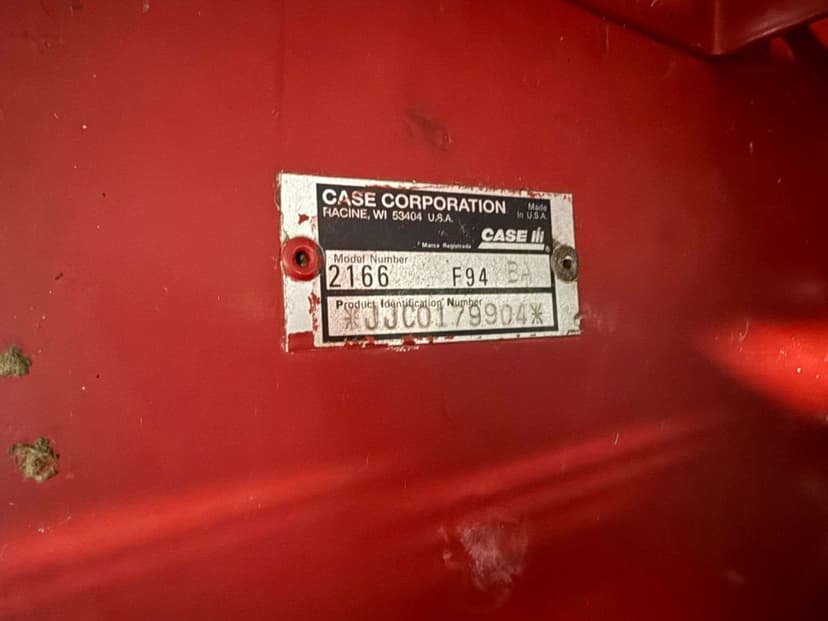 CASE CORPORATION
RACINE, WI 53404 U.S.A.
Made
in U.S.A.
* Marca Registrada
CASE IH
®
Model Number
2166 F94 BA
Product Identification Number
*JJC0179904*